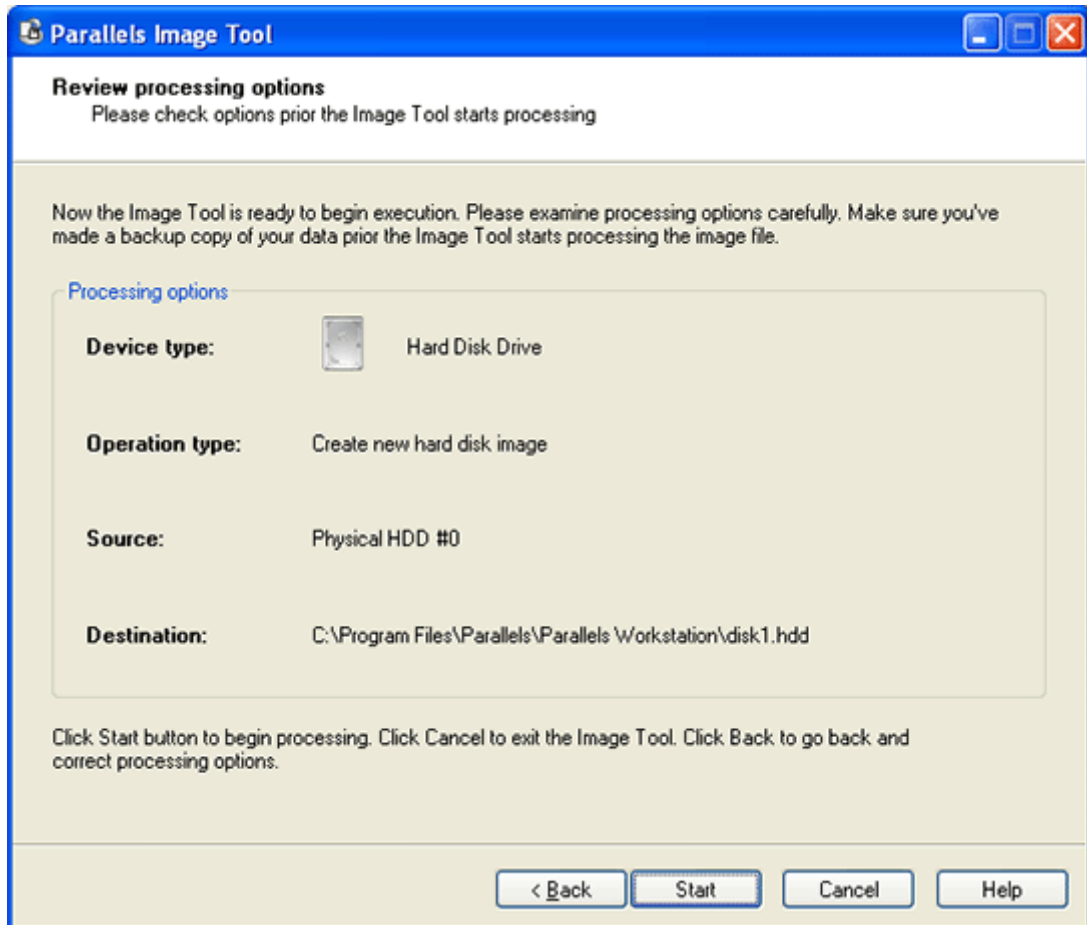 Parallels Image Tool
Review processing options
Please check options prior the Image Tool starts processing
Now the Image Tool is ready to begin execution. Please examine processing options carefully. Make sure you've
made a backup copy of your data prior the Image Tool starts processing the image file.
Processing options
Device type: Hard Disk Drive
Operation type: Create new hard disk image
Source: Physical HDD #0
Destination: C:\Program Files\Parallels\Parallels Workstation\disk1.hdd
Click Start button to begin processing. Click Cancel to exit the Image Tool. Click Back to go back and
correct processing options.
< Back Start Cancel Help